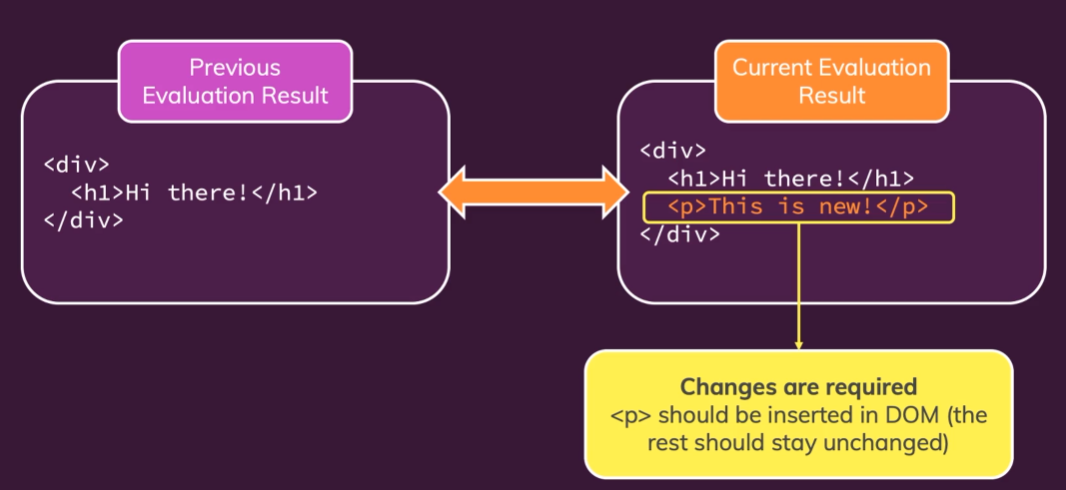 Previous
Evaluation Result
<div>
  <h1>Hi there!</h1>
</div>
Current Evaluation
Result
<div>
  <h1>Hi there!</h1>
  <p>This is new!</p>
</div>
Changes are required
<p> should be inserted in DOM (the
rest should stay unchanged)